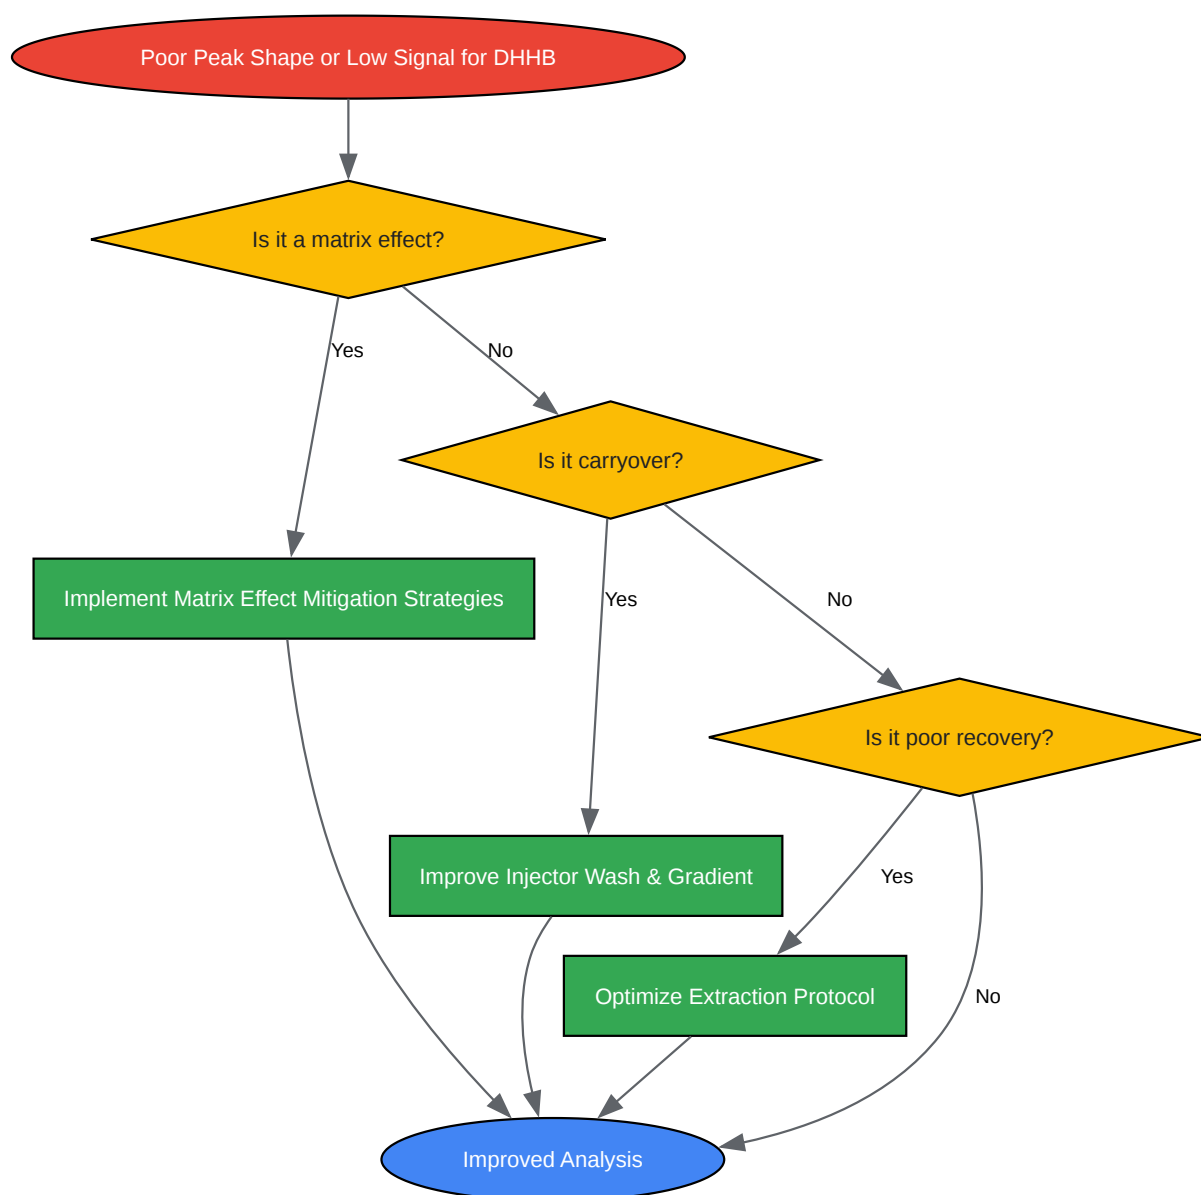 Poor Peak Shape or Low Signal for DHHB
Is it a matrix effect?
Yes
No
Is it carryover?
Implement Matrix Effect Mitigation Strategies
Yes
No
Is it poor recovery?
Improve Injector Wash & Gradient
Yes
Optimize Extraction Protocol
No
Improved Analysis